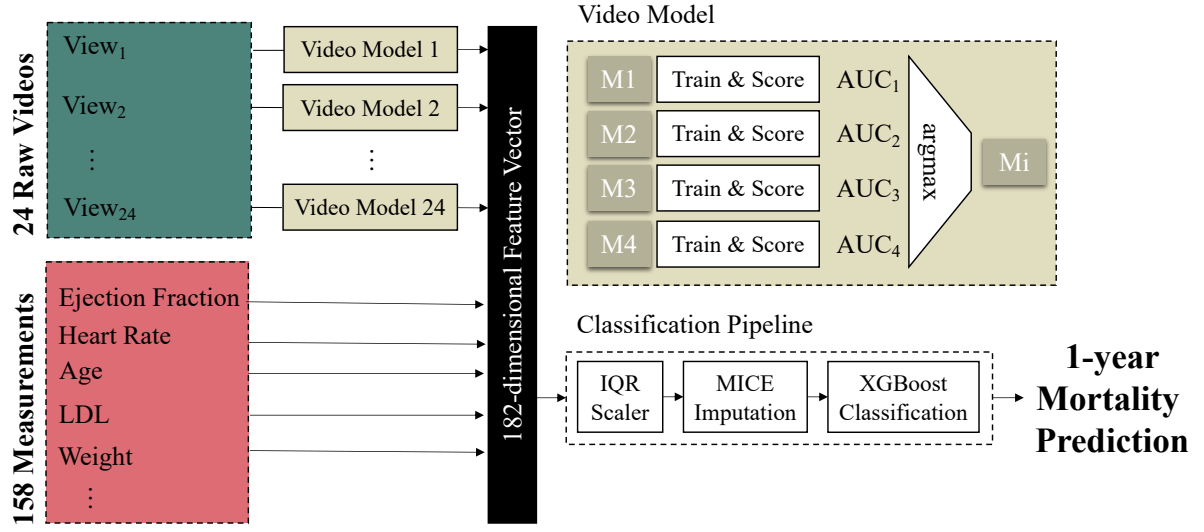 24 Raw Videos
View1
View2
⋮
View24
Video Model 1
Video Model 2
⋮
Video Model 24
158 Measurements
Ejection Fraction
Heart Rate
Age
LDL
Weight
⋮
182-dimensional Feature Vector
Video Model
M1 Train & Score AUC1
M2 Train & Score AUC2
M3 Train & Score AUC3
M4 Train & Score AUC4
argmax
Mi
Classification Pipeline
IQR
Scaler
MICE
Imputation
XGBoost
Classification
1-year
Mortality
Prediction